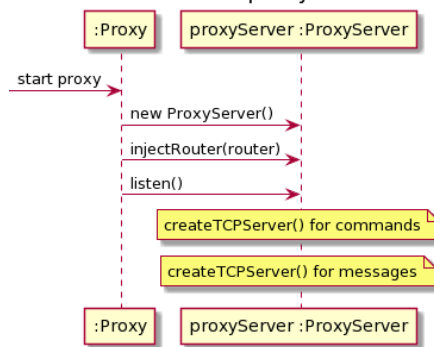 :Proxy
proxyServer :ProxyServer
start proxy
new ProxyServer()
injectRouter(router)
listen()
createTCPServer() for commands
createTCPServer() for messages
:Proxy
proxyServer :ProxyServer